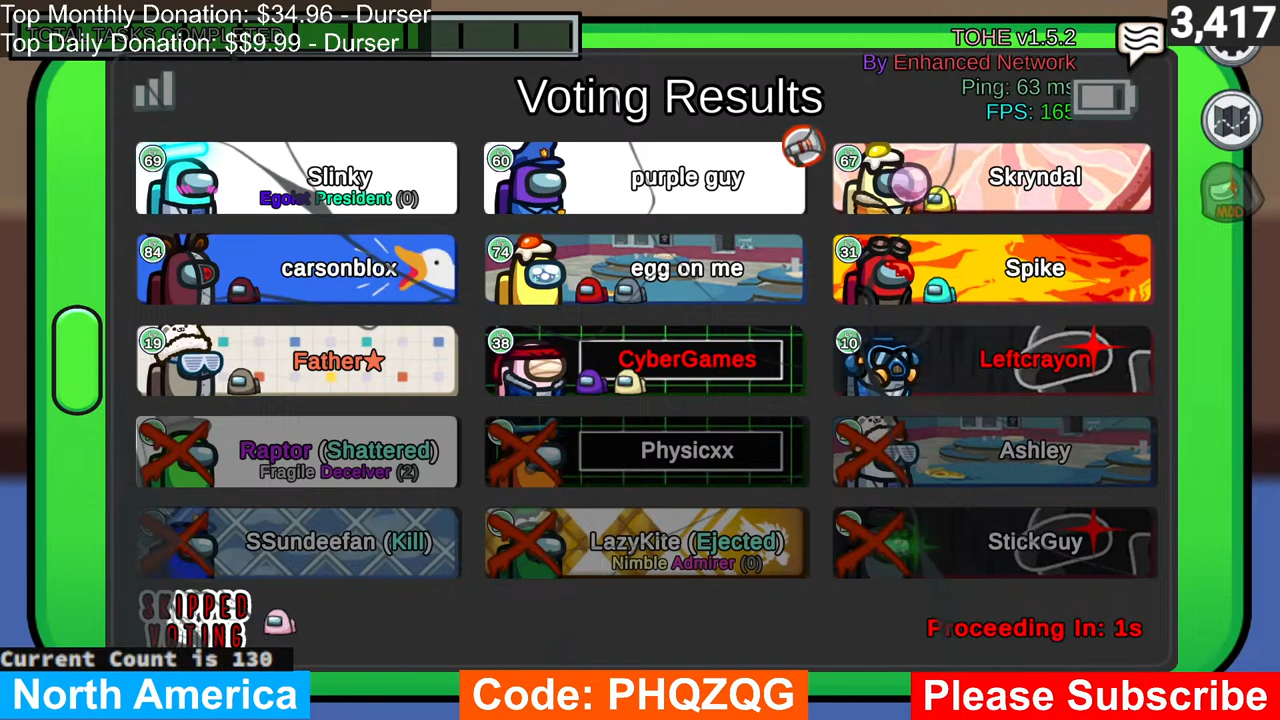 Top Monthly Donation: $34.96 - Durser
TOTAL TASKS COMPLETED
Top Daily Donation: $$9.99 - Durser
3,417
TOHE v1.5.2
By Enhanced Network
Ping: 63 ms
FPS: 165
Voting Results
69 Slinky
Egoist President (0)
60 purple guy
67 Skryndal
84 carsonblox
74 egg on me
31 Spike
19 Father★
38 CyberGames
10 Leftcrayon
Raptor (Shattered)
Fragile Deceiver (2)
Physicxx
Ashley
SSundeefan (Kill)
LazyKite (Ejected)
Nimble Admirer (0)
StickGuy
SKIPPED
VOTING
Proceeding In: 1s
MOD
Current Count is 130
North America
Code: PHQZQG
Please Subscribe